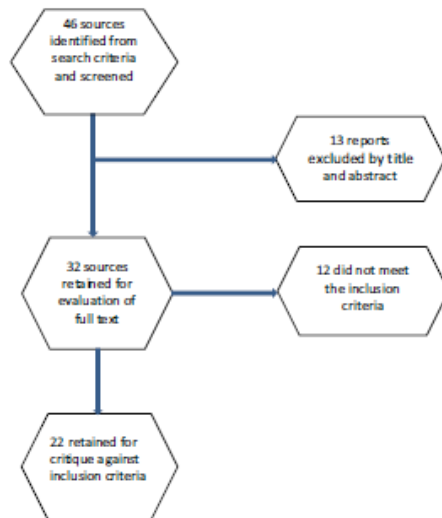 46 sources
identified from
search criteria
and screened
13 reports
excluded by title
and abstract
32 sources
retained for
evaluation of
full text
12 did not meet
the inclusion
criteria
22 retained for
critique against
inclusion criteria